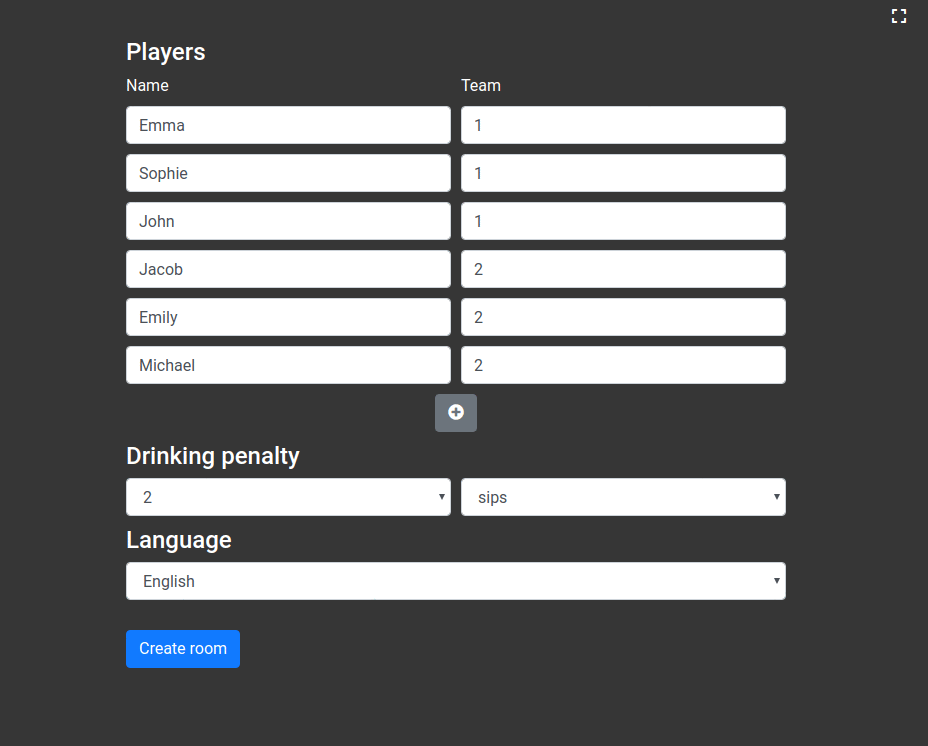 Players
Name Team
Emma 1
Sophie 1
John 1
Jacob 2
Emily 2
Michael 2
Drinking penalty
2 sips
Language
English
Create room